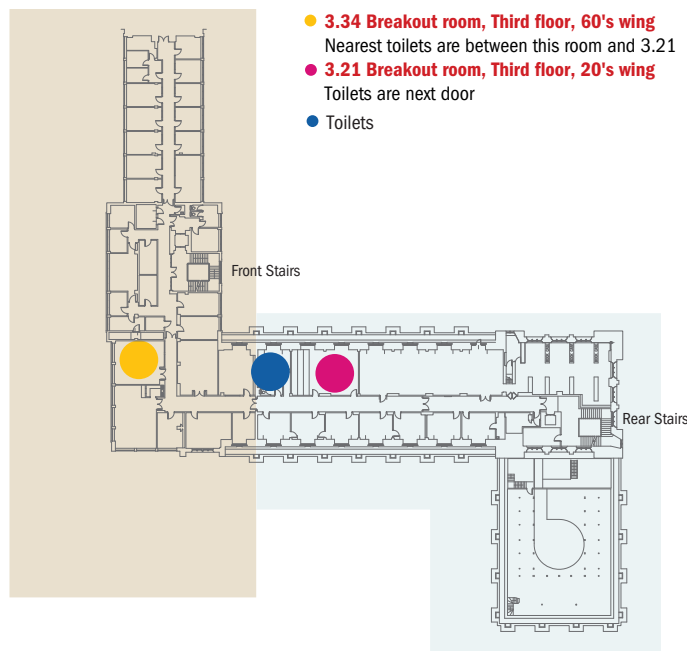 3.34 Breakout room, Third floor, 60's wing
Nearest toilets are between this room and 3.21
3.21 Breakout room, Third floor, 20's wing
Toilets are next door
Toilets
Front Stairs
Rear Stairs